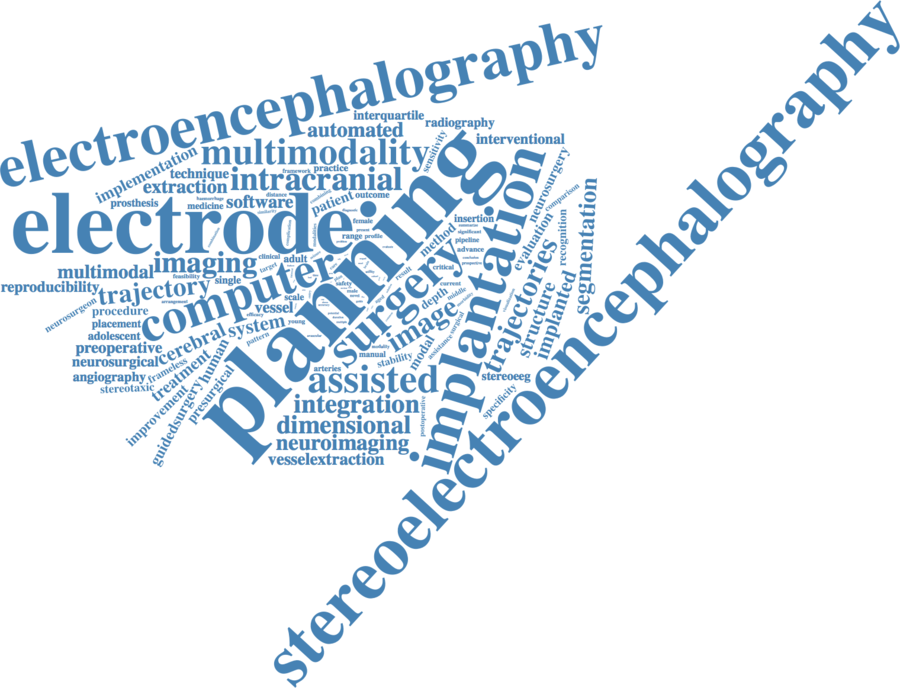 electroencephalography
stereoelectroencephalography
interquartile
radiography
automated
interventional
implementation
multimodality
sensitivity
technique
framework
practice
extraction
intracranial
planning
implantation
neurosurgery
prosthesis
haemorrhage
distance
medicine
software
patient
outcome
comparison
segmentation
electrode
female
range
profile
insertion
evaluation
recognition
method
significant
pipeline
advance
multimodal
imaging
clinical
adult
target
feasibility
single
result
critical
surgery
trajectories
structure
implanted
reproducibility
trajectory
computer
safety
current
depth
middle
neurosurgeon
arrangement
scale
vessel
procedure
efficacy
placement
young
system
image
surgical
assistance
adolescent
cerebral
pattern
modality
preoperative
manual
stability
modal
neurosurgical
human
frameless
arteries
angiography
treatment
assisted
stereoeeg
stereotaxic
presurgical
improvement
guidedsurgery
integration
postoperative
specificity
dimensional
neuroimaging
vesselextraction